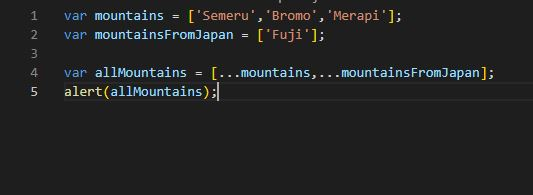 1 var mountains = ['Semeru','Bromo','Merapi'];
2 var mountainsFromJapan = ['Fuji'];
3
4 var allMountains = [...mountains,...mountainsFromJapan];
5 alert(allMountains);